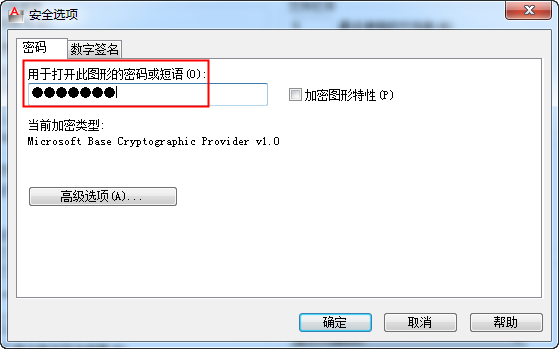 安全选项
密码
数字签名
用于打开此图形的密码或短语(O):
●●●●●●●
加密图形特性(P)
当前加密类型:
Microsoft Base Cryptographic Provider v1.0
高级选项(A)...
确定
取消
帮助